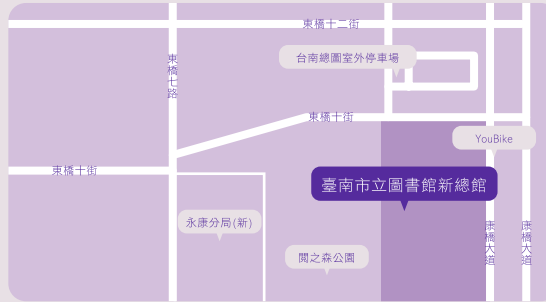 東橋十二街
台南總圖室外停車場
東橋七路
東橋十街
YouBike
東橋十街
臺南市立圖書館新總館
永康分局(新)
康橋大道
康橋大道
閱之森公園